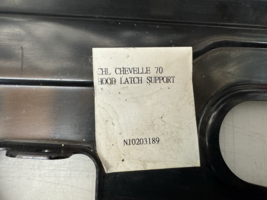 CHL CHEVELLE 70
HOOD LATCH SUPPORT
N10203189